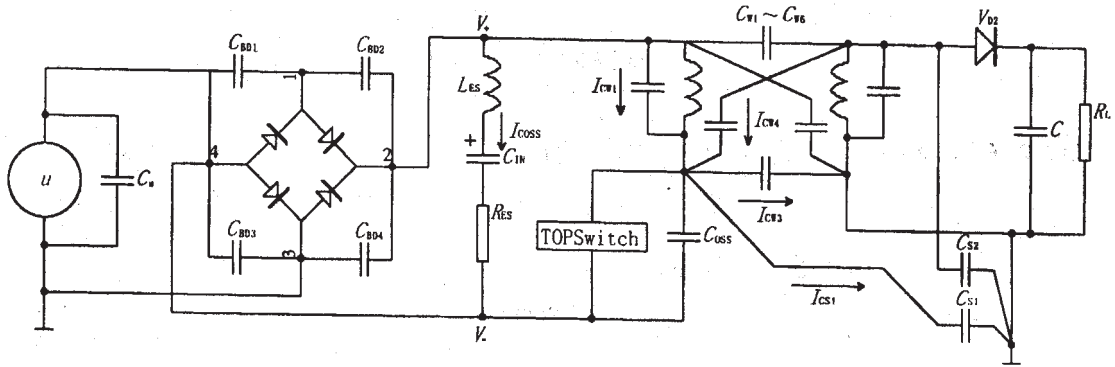 V+
CW1~CW6
VD2
CBD1
CBD2
1
LES
ICW1
ICW4
RL
ICOSS
C
4
2
+
CIN
u
Cu
RES
ICW3
TOPSwitch
COSS
CBD3
3
CBD4
CS2
ICS1
CS1
V-